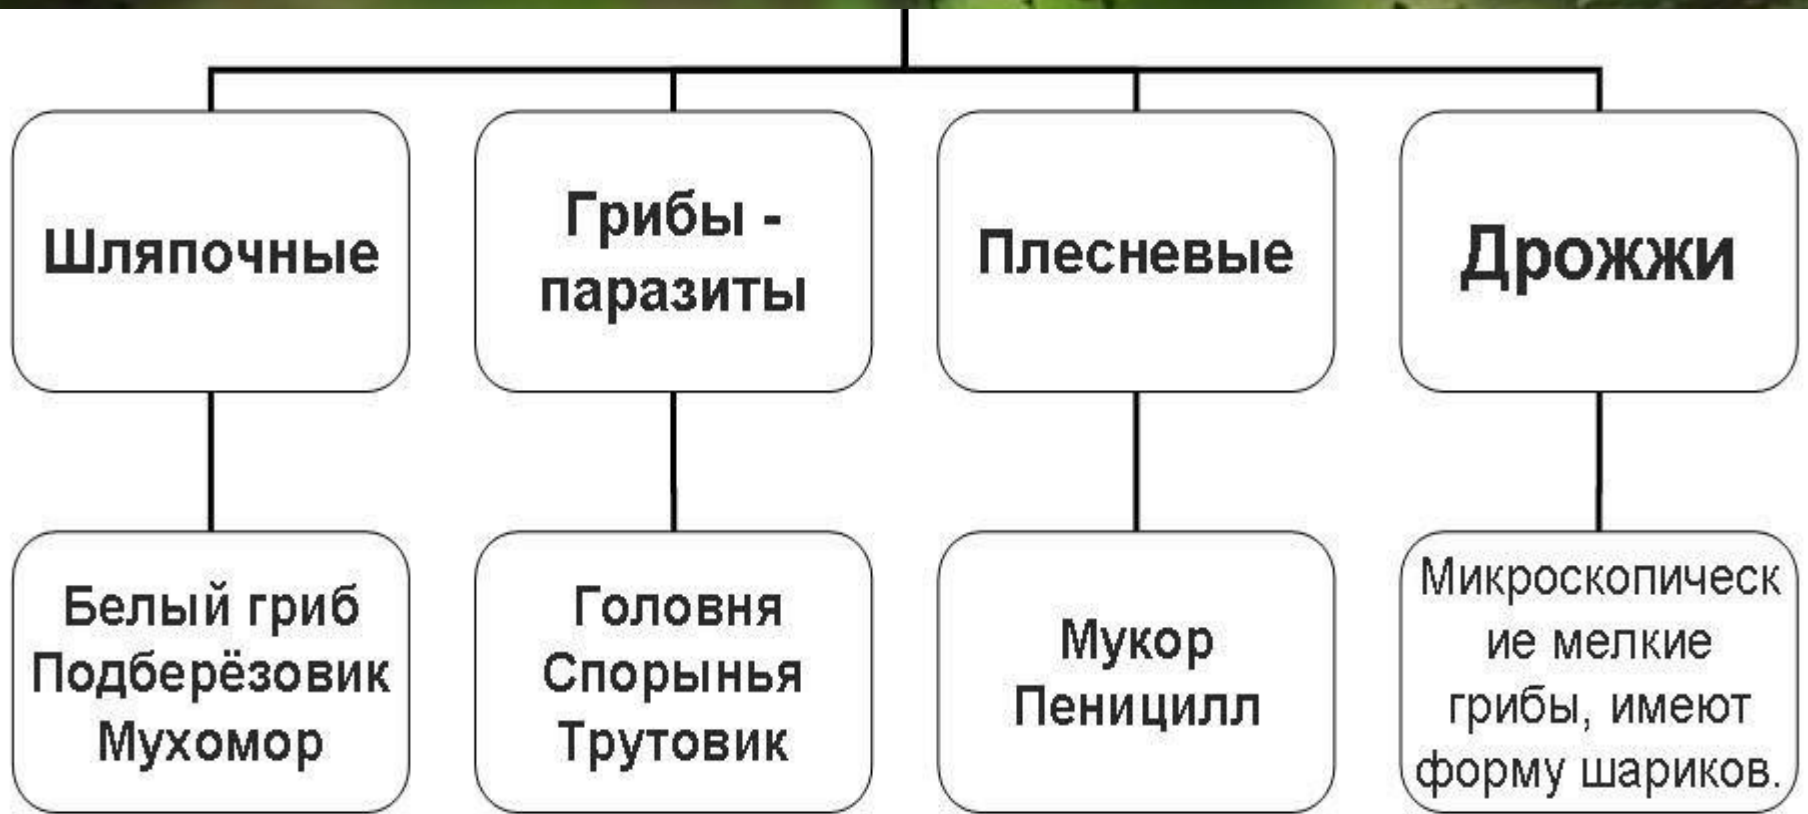 Шляпочные
Грибы -
паразиты
Плесневые
Дрожжи
Белый гриб
Подберёзовик
Мухомор
Головня
Спорынья
Трутовик
Мукор
Пеницилл
Микроскопическ
ие мелкие
грибы, имеют
форму шариков.